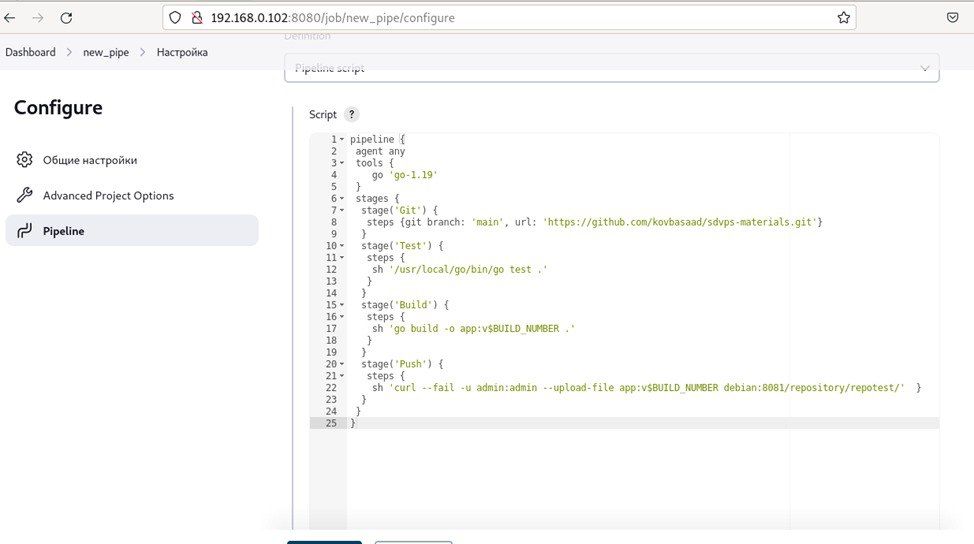 192.168.0.102:8080/job/new_pipe/configure
Dashboard > new_pipe > Настройка
Definition
Pipeline script
Configure
Script ?
Общие настройки
Advanced Project Options
Pipeline
1 pipeline {
2 agent any
3 tools {
4 go 'go-1.19'
5 }
6 stages {
7 stage('Git') {
8 steps {git branch: 'main', url: 'https://github.com/kovbasaad/sdvps-materials.git'}
9 }
10 stage('Test') {
11 steps {
12 sh '/usr/local/go/bin/go test .'
13 }
14 }
15 stage('Build') {
16 steps {
17 sh 'go build -o app:v$BUILD_NUMBER .'
18 }
19 }
20 stage('Push') {
21 steps {
22 sh 'curl --fail -u admin:admin --upload-file app:v$BUILD_NUMBER debian:8081/repository/repotest/' }
23 }
24 }
25 }